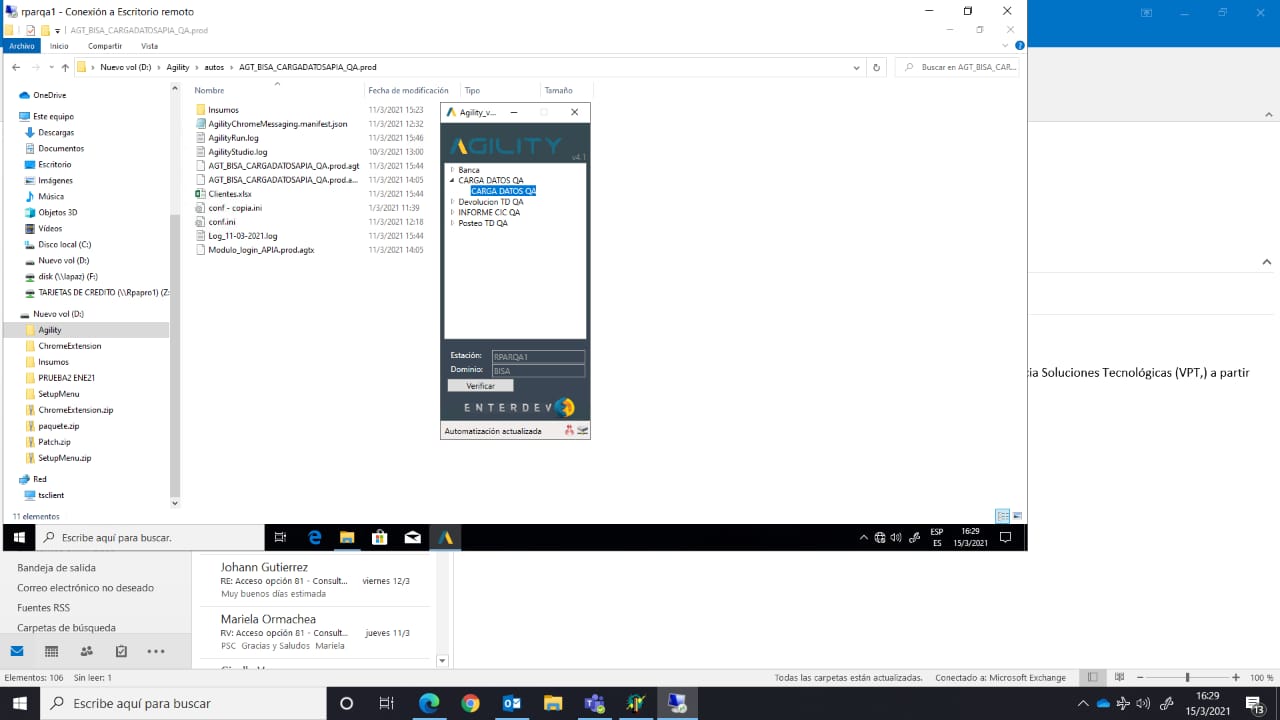 rparqa1 - Conexión a Escritorio remoto
AGT_BISA_CARGADATOSAPIA_QA.prod
Archivo Inicio Compartir Vista
Nuevo vol (D:) > Agility > autos > AGT_BISA_CARGADATOSAPIA_QA.prod
Buscar en AGT_BISA_CAR...
Nombre Fecha de modificación Tipo Tamaño
OneDrive
Este equipo
Descargas
Documentos
Escritorio
Imágenes
Música
Objetos 3D
Vídeos
Disco local (C:)
Nuevo vol (D:)
disk (\\lapaz) (F:)
TARJETAS DE CREDITO (\\Rpapro1) (Z:
Nuevo vol (D:)
Agility
ChromeExtension
Insumos
PRUEBA2 ENE21
SetupMenu
ChromeExtension.zip
paquete.zip
Patch.zip
SetupMenu.zip
Red
tsclient
11 elementos
Insumos 11/3/2021 15:23
AgilityChromeMessaging.manifest.json 11/3/2021 12:32
AgilityRun.log 11/3/2021 15:46
AgilityStudio.log 10/3/2021 13:00
AGT_BISA_CARGADATOSAPIA_QA.prod.agt 11/3/2021 15:44
AGT_BISA_CARGADATOSAPIA_QA.prod.a... 11/3/2021 14:05
Clientes.xlsx 11/3/2021 15:44
conf - copia.ini 1/3/2021 11:39
conf.ini 11/3/2021 12:18
Log_11-03-2021.log 11/3/2021 15:44
Modulo_login_APIA.prod.agtx 11/3/2021 14:05
Agility_v...
AGILITY
v4.1
Banca
CARGA DATOS QA
CARGA DATOS QA
Devolucion TD QA
INFORME CIC QA
Posteo TD QA
Estación: RPARQA1
Dominio: BISA
Verificar
ENTERDEV
Automatización actualizada
cia Soluciones Tecnológicas (VPT,) a partir
Escribe aquí para buscar.
ESP
ES
16:29
15/3/2021
Bandeja de salida
Correo electrónico no deseado
Fuentes RSS
Carpetas de búsqueda
Johann Gutierrez
RE: Acceso opción 81 - Consult... viernes 12/3
Muy buenos días estimada
Mariela Ormachea
RV: Acceso opción 81 - Consult... jueves 11/3
PSC Gracias y Saludos Mariela
Elementos: 106 Sin leer: 1
Todas las carpetas están actualizadas. Conectado a: Microsoft Exchange
100 %
Escribe aquí para buscar
16:29
15/3/2021
13